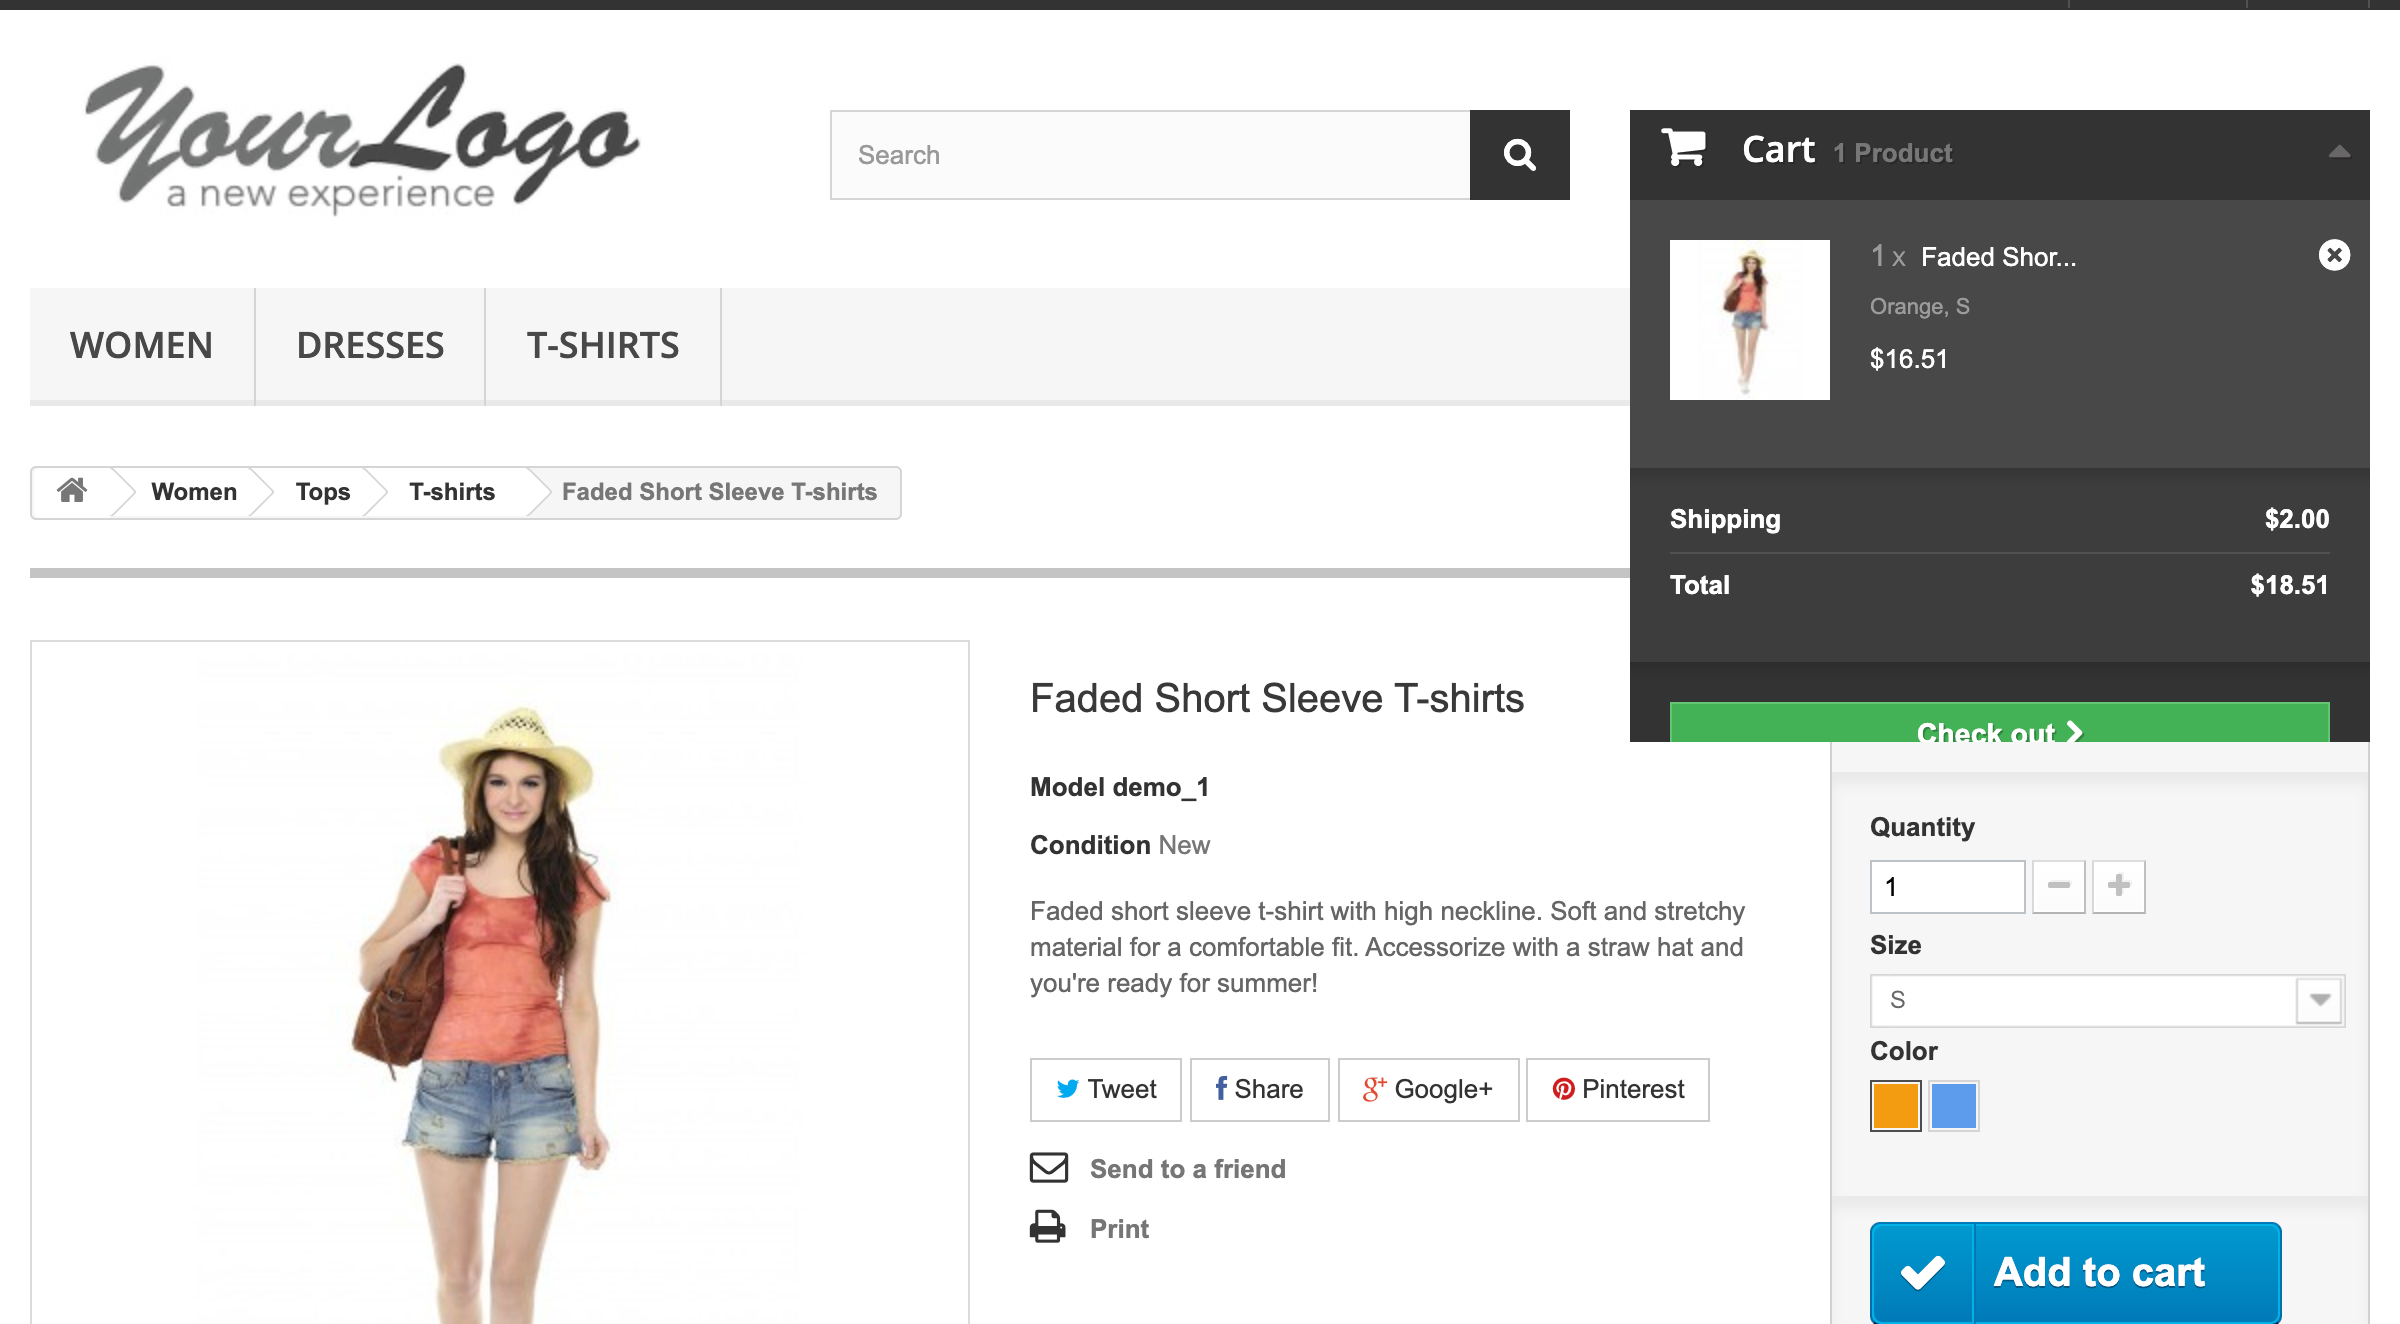 YourLogo
a new experience
Search
Cart 1 Product
1 x Faded Shor...
Orange, S
$16.51
WOMEN DRESSES T-SHIRTS
Women Tops T-shirts Faded Short Sleeve T-shirts
Shipping $2.00
Total $18.51
Check out
Faded Short Sleeve T-shirts
Model demo_1
Condition New
Faded short sleeve t-shirt with high neckline. Soft and stretchy
material for a comfortable fit. Accessorize with a straw hat and
you're ready for summer!
Tweet Share Google+ Pinterest
Send to a friend
Print
Quantity
1
Size
S
Color
Add to cart